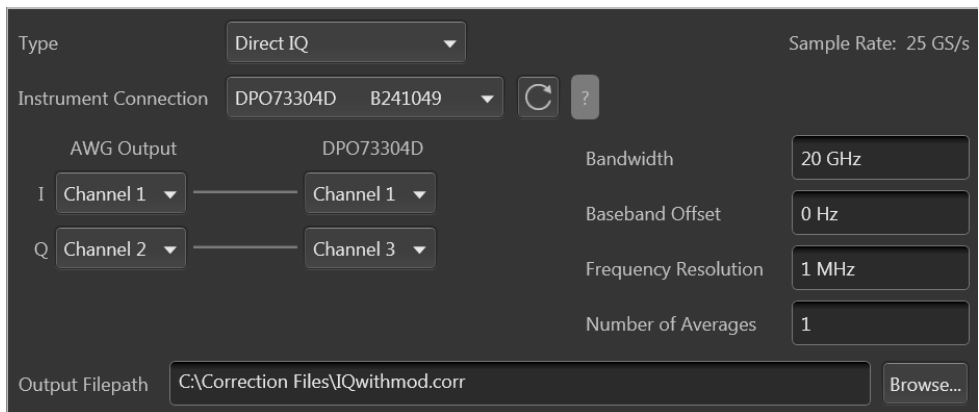 Type Direct IQ Sample Rate: 25 GS/s
Instrument Connection DPO73304D B241049 ?
AWG Output DPO73304D
Bandwidth 20 GHz
I Channel 1 Channel 1
Baseband Offset 0 Hz
Q Channel 2 Channel 3
Frequency Resolution 1 MHz
Number of Averages 1
Output Filepath C:\Correction Files\IQwithmod.corr Browse...